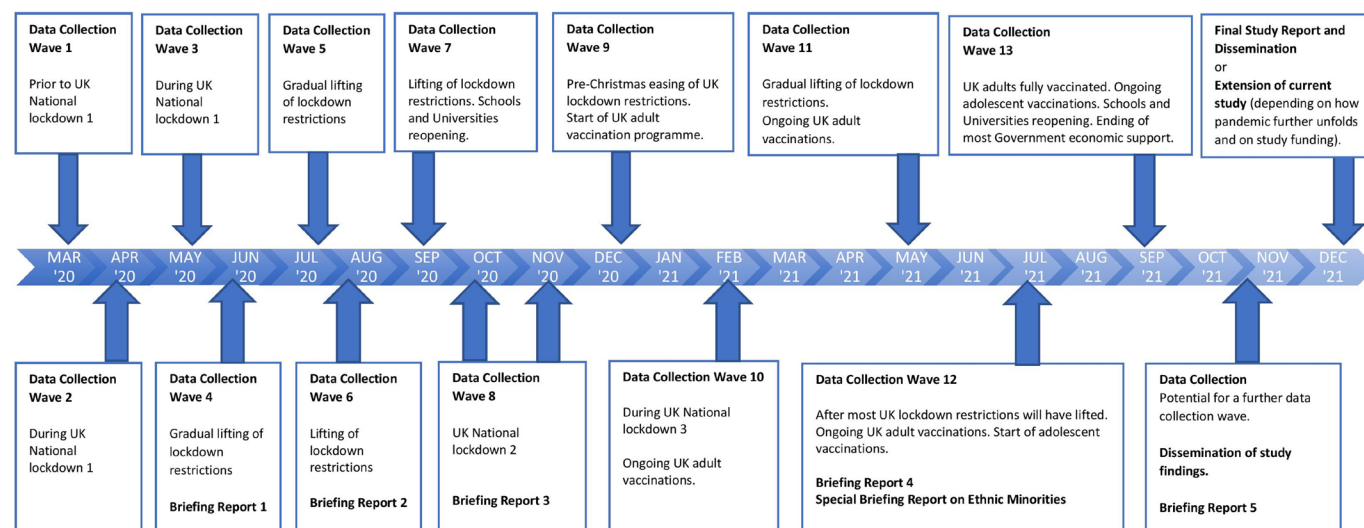 Data Collection
Wave 1
Prior to UK
National
lockdown 1
Data Collection
Wave 3
During UK
National
lockdown 1
Data Collection
Wave 5
Gradual lifting
of lockdown
restrictions
Data Collection
Wave 7
Lifting of lockdown
restrictions. Schools
and Universities
reopening.
Data Collection
Wave 9
Pre-Christmas easing of UK
lockdown restrictions.
Start of UK adult
vaccination programme.
Data Collection
Wave 11
Gradual lifting of lockdown
restrictions.
Ongoing UK adult
vaccinations.
Data Collection
Wave 13
UK adults fully vaccinated. Ongoing
adolescent vaccinations. Schools and
Universities reopening. Ending of
most Government economic support.
Final Study Report and
Dissemination
or
Extension of current
study (depending on how
pandemic further unfolds
and on study funding).
MAR
'20
APR
'20
MAY
'20
JUN
'20
JUL
'20
AUG
'20
SEP
'20
OCT
'20
NOV
'20
DEC
'20
JAN
'21
FEB
'21
MAR
'21
APR
'21
MAY
'21
JUN
'21
JUL
'21
AUG
'21
SEP
'21
OCT
'21
NOV
'21
DEC
'21
Data Collection
Wave 2
During UK
National
lockdown 1
Data Collection
Wave 4
Gradual lifting of
lockdown
restrictions
Briefing Report 1
Data Collection
Wave 6
Lifting of
lockdown
restrictions
Briefing Report 2
Data Collection
Wave 8
UK National
lockdown 2
Briefing Report 3
Data Collection Wave 10
During UK National
lockdown 3
Ongoing UK adult
vaccinations.
Data Collection Wave 12
After most UK lockdown restrictions will have lifted.
Ongoing UK adult vaccinations. Start of adolescent
vaccinations.
Briefing Report 4
Special Briefing Report on Ethnic Minorities
Data Collection
Potential for a further data
collection wave.
Dissemination of study
findings.
Briefing Report 5